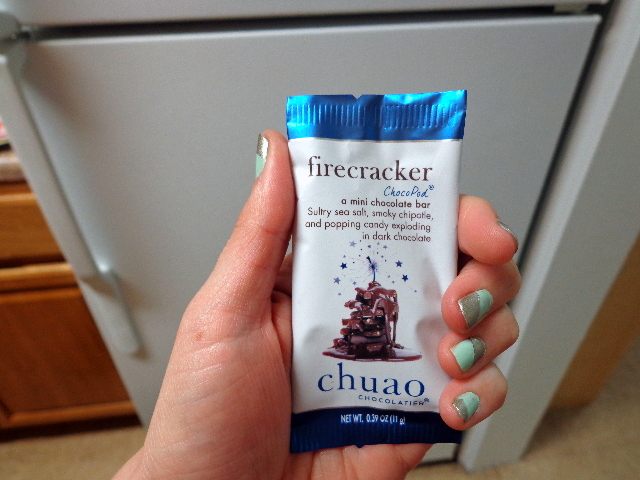 firecracker
ChocoPod®
a mini chocolate bar
Sultry sea salt, smoky chipotle,
and popping candy exploding
in dark chocolate
chuao
CHOCOLATIER®
NET WT. 0.39 OZ (11 g)